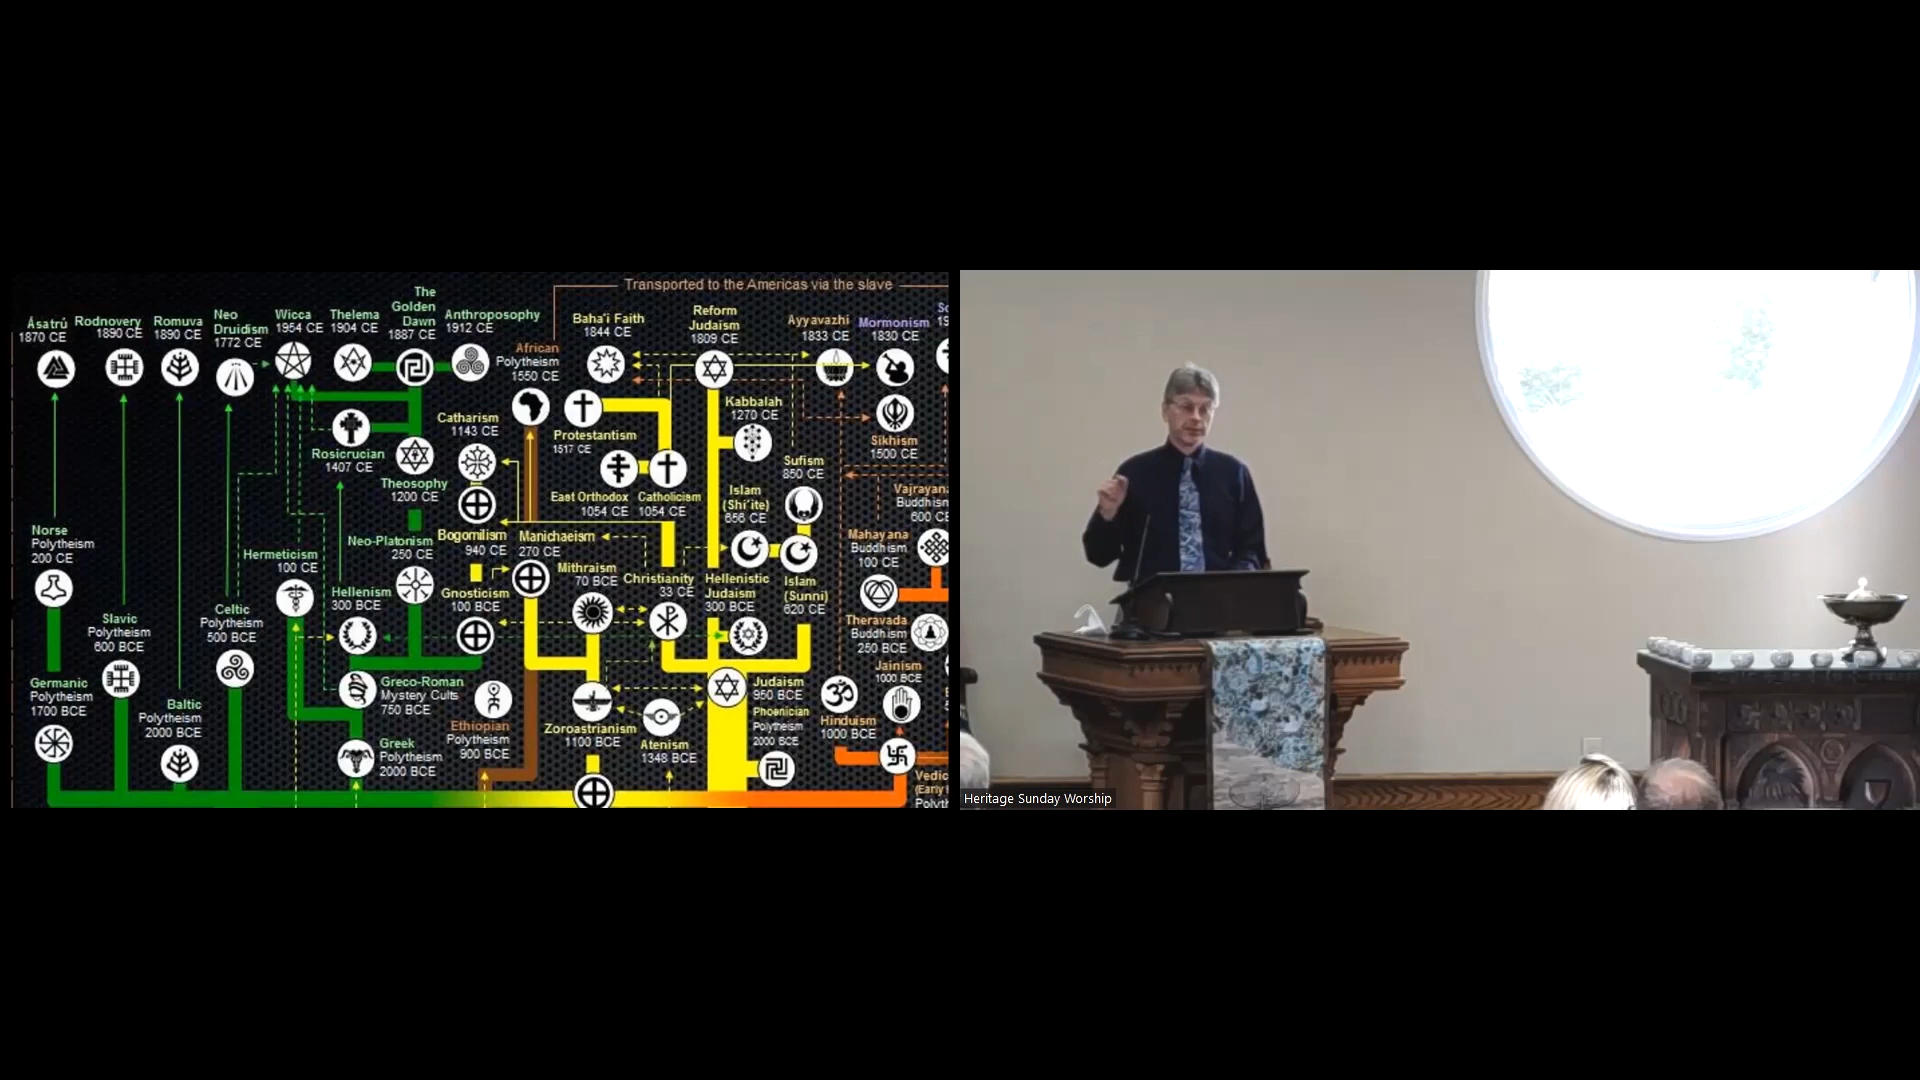 Transported to the Americas via the slave
Ásatrú
1870 CE
Rodnovery
1890 CE
Romuva
1890 CE
Neo
Druidism
1772 CE
Wicca
1954 CE
Thelema
1904 CE
The
Golden
Dawn
1887 CE
Anthroposophy
1912 CE
African
Polytheism
1550 CE
Baha'i Faith
1844 CE
Reform
Judaism
1809 CE
Ayyavazhi
1833 CE
Mormonism
1830 CE
Rosicrucian
1407 CE
Theosophy
1200 CE
Catharism
1143 CE
Protestantism
1517 CE
Kabbalah
1270 CE
Sikhism
1500 CE
East Orthodox
1054 CE
Catholicism
1054 CE
Sufism
850 CE
Islam
(Shi'ite)
656 CE
Vajrayana
Buddhism
600 CE
Norse
Polytheism
200 CE
Hermeticism
100 CE
Neo-Platonism
250 CE
Bogomilism
940 CE
Manichaeism
270 CE
Mithraism
70 BCE
Christianity
33 CE
Hellenistic
Judaism
300 BCE
Islam
(Sunni)
620 CE
Mahayana
Buddhism
100 CE
Slavic
Polytheism
600 BCE
Celtic
Polytheism
500 BCE
Hellenism
300 BCE
Gnosticism
100 BCE
Theravada
Buddhism
250 BCE
Germanic
Polytheism
1700 BCE
Baltic
Polytheism
2000 BCE
Greco-Roman
Mystery Cults
750 BCE
Greek
Polytheism
2000 BCE
Ethiopian
Polytheism
900 BCE
Zoroastrianism
1100 BCE
Atenism
1348 BCE
Judaism
950 BCE
Phoenician
Polytheism
2000 BCE
Hinduism
1000 BCE
Jainism
1000 BCE
Vedic
(Early
Polyth
Heritage Sunday Worship